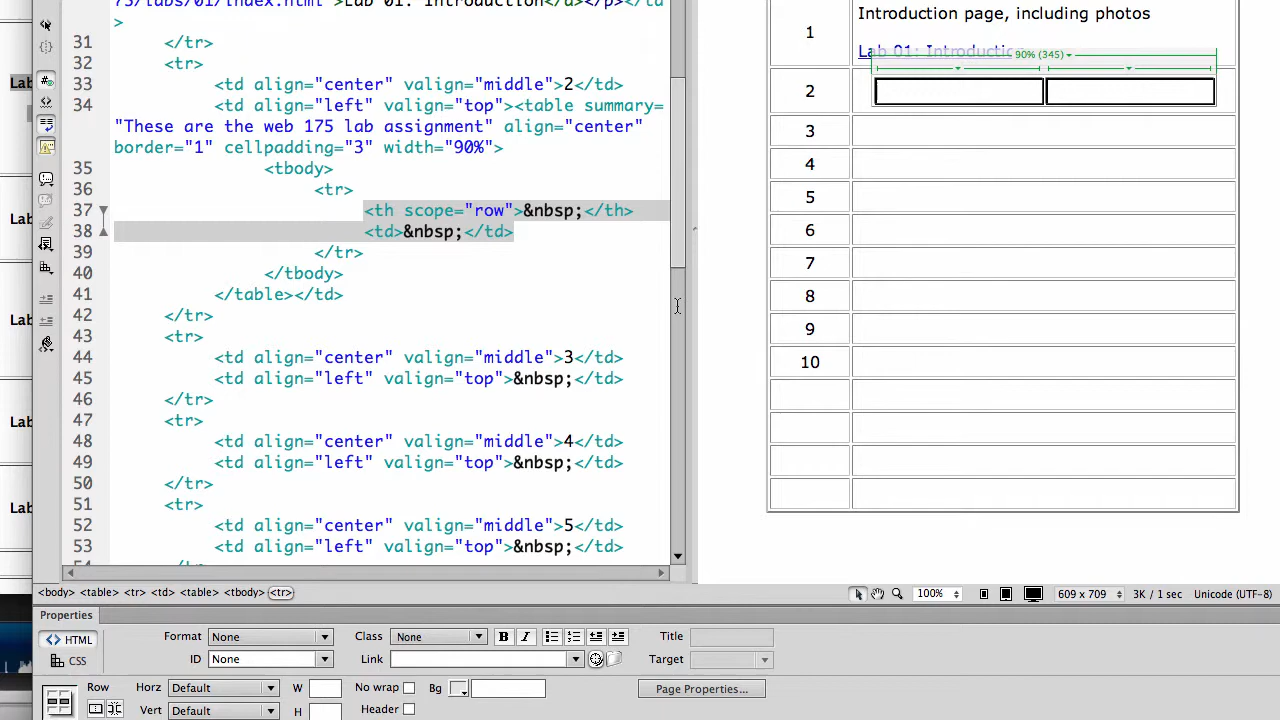 75/labs/01/index.html">Lab 01: Introduction</a></p></td
>
31 </tr>
32 <tr>
33 <td align="center" valign="middle">2</td>
34 <td align="left" valign="top"><table summary=
"These are the web 175 lab assignment" align="center"
border="1" cellpadding="3" width="90%">
35 <tbody>
36 <tr>
37 <th scope="row">&nbsp;</th>
38 <td>&nbsp;</td>
39 </tr>
40 </tbody>
41 </table></td>
42 </tr>
43 <tr>
44 <td align="center" valign="middle">3</td>
45 <td align="left" valign="top">&nbsp;</td>
46 </tr>
47 <tr>
48 <td align="center" valign="middle">4</td>
49 <td align="left" valign="top">&nbsp;</td>
50 </tr>
51 <tr>
52 <td align="center" valign="middle">5</td>
53 <td align="left" valign="top">&nbsp;</td>
Lab
Lab
Lab
Lab
Lab
Introduction page, including photos
1
Lab 01: Introduction
90% (345)
2
3
4
5
6
7
8
9
10
<body> <table> <tr> <td> <table> <tbody> <tr>
100% 609 x 709 3K / 1 sec Unicode (UTF-8)
Properties
<> HTML Format None Class None B I Title
CSS ID None Link Target
Row Horz Default W No wrap Bg Page Properties...
Vert Default H Header